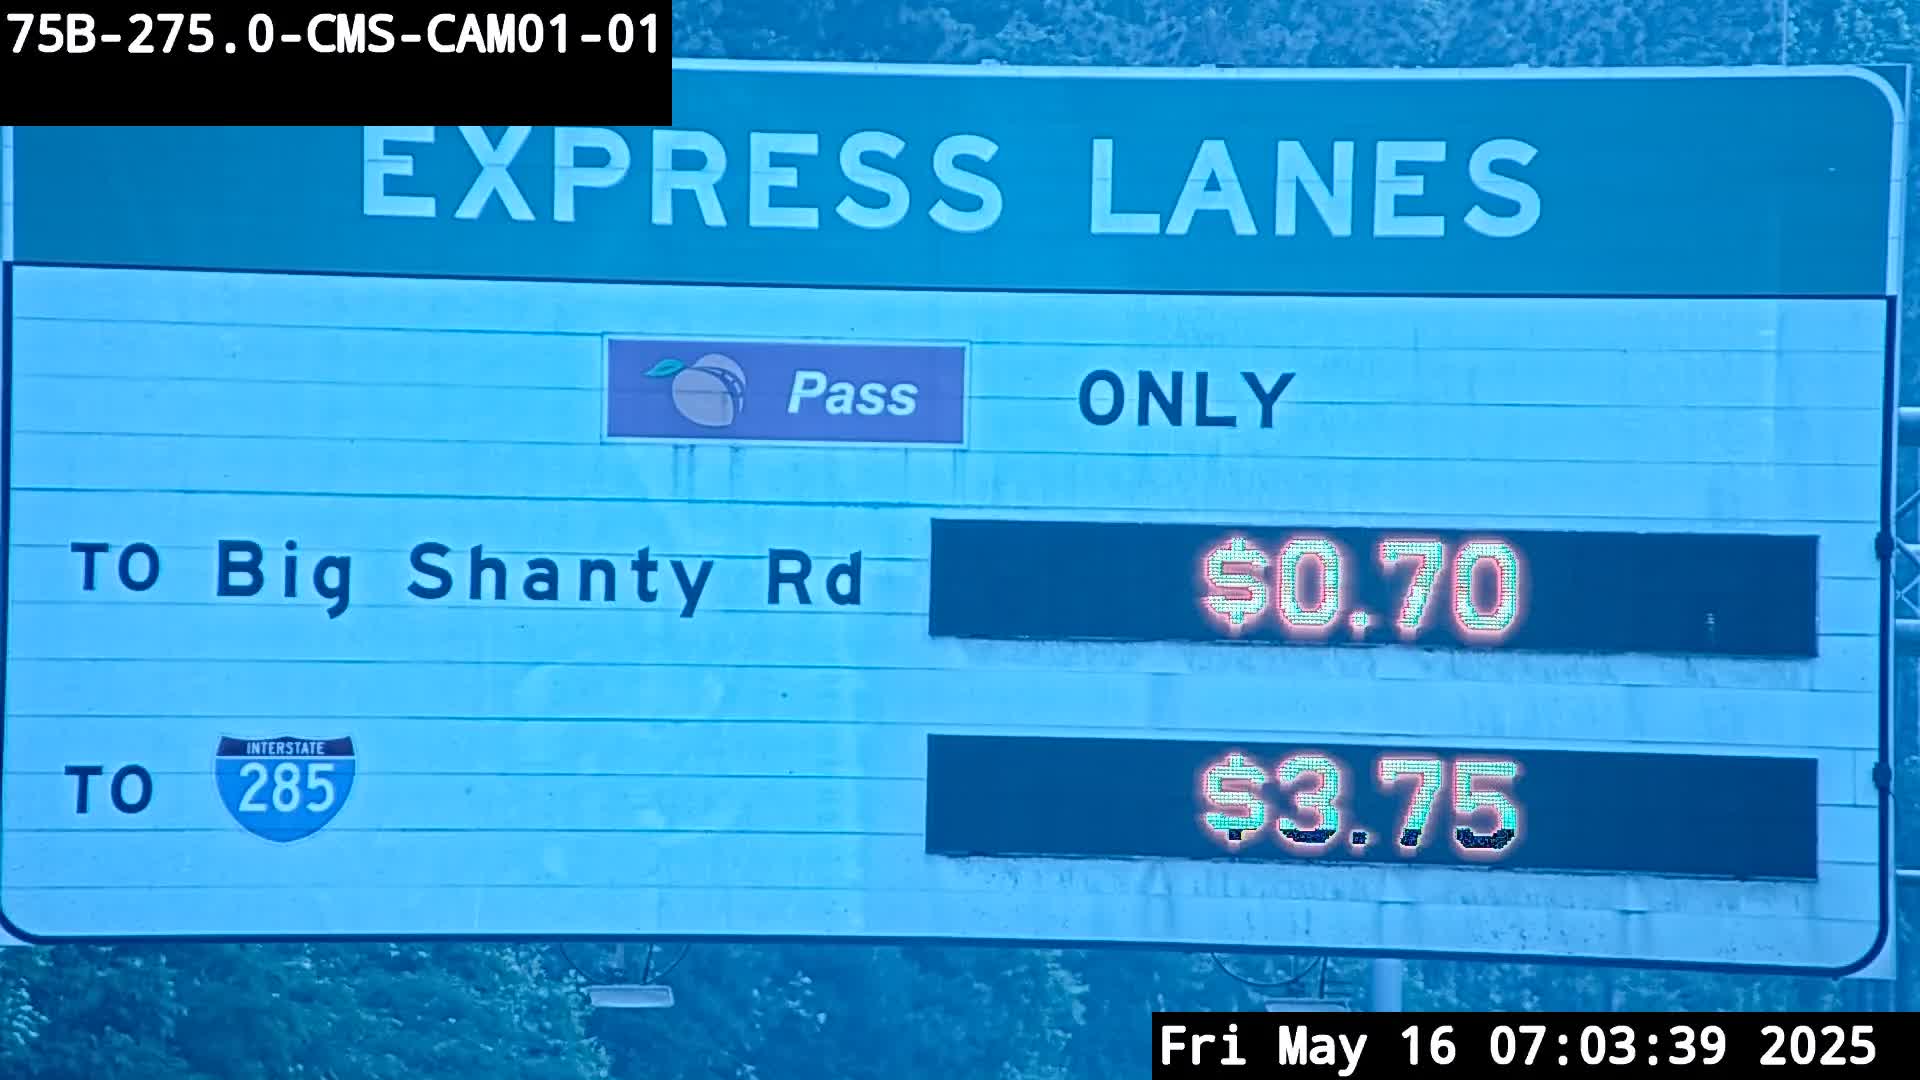 75B-275.0-CMS-CAM01-01
EXPRESS LANES
Pass ONLY
TO Big Shanty Rd $0.70
TO INTERSTATE 285 $3.75
Fri May 16 07:03:39 2025